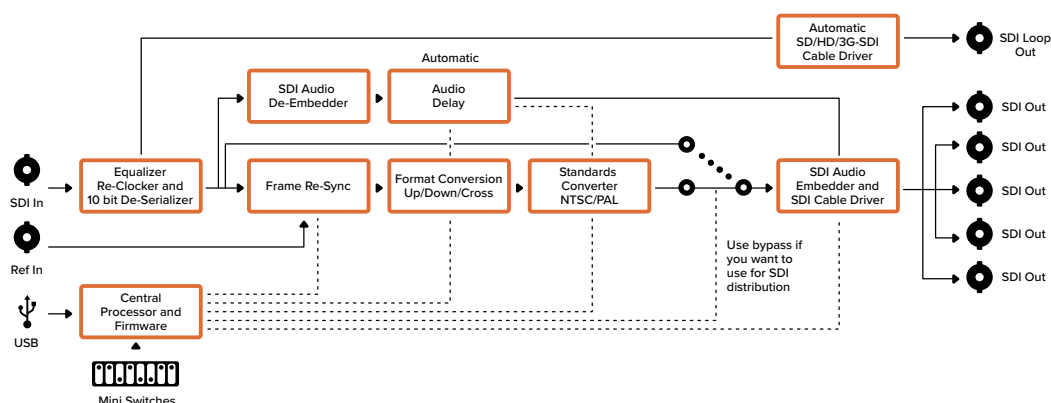 Automatic
SD/HD/3G-SDI
Cable Driver
SDI Loop
Out
Automatic
SDI Audio
De-Embedder
Audio
Delay
SDI Out
SDI Out
SDI In
Equalizer
Re-Clocker and
10 bit De-Serializer
Frame Re-Sync
Format Conversion
Up/Down/Cross
Standards
Converter
NTSC/PAL
SDI Audio
Embedder and
SDI Cable Driver
SDI Out
SDI Out
SDI Out
Ref In
Use bypass if
you want to
use for SDI
distribution
USB
Central
Processor and
Firmware
Mini Switches